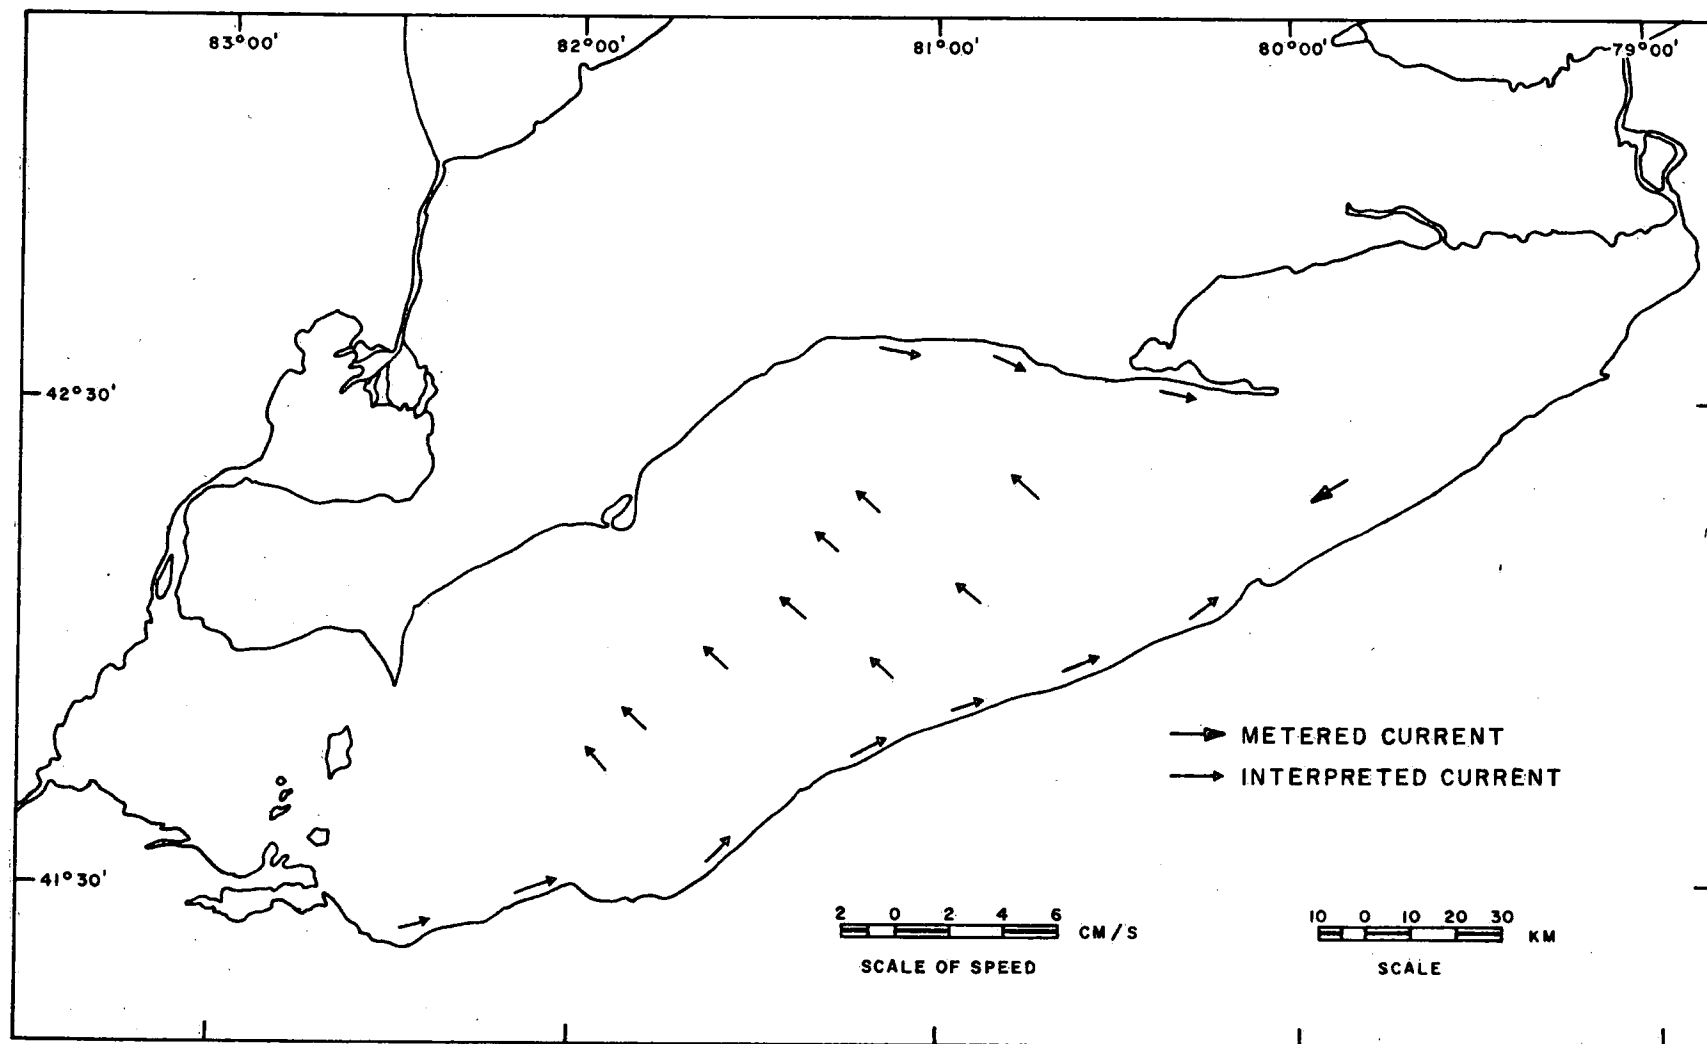 83°00' 82°00' 81°00' 80°00' 79°00'
42°30'
METERED CURRENT
INTERPRETED CURRENT
41°30'
2 0 2 4 6 CM/S
SCALE OF SPEED
10 0 10 20 30 KM
SCALE